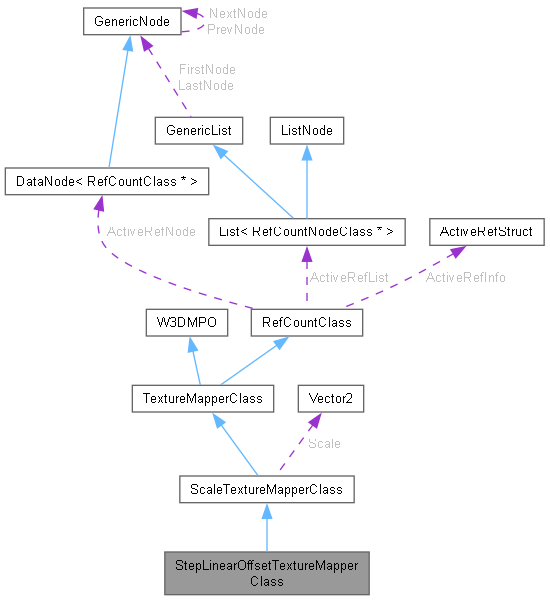 GenericNode
NextNode
PrevNode
FirstNode
LastNode
GenericList
ListNode
DataNode< RefCountClass * >
ActiveRefNode
List< RefCountNodeClass * >
ActiveRefStruct
ActiveRefList
ActiveRefInfo
W3DMPO
RefCountClass
TextureMapperClass
Vector2
Scale
ScaleTextureMapperClass
StepLinearOffsetTextureMapper
Class